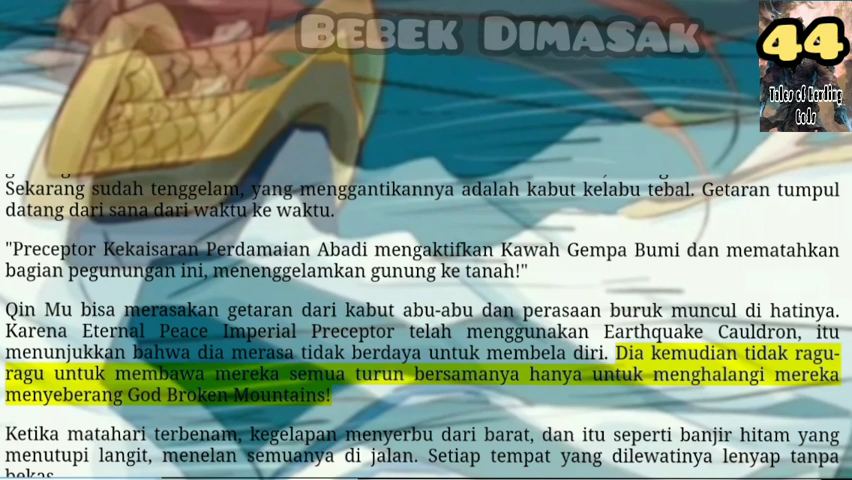 BEBEK DIMASAK
44
Tales of Herding
Gods
Sekarang sudah tenggelam, yang menggantikannya adalah kabut kelabu tebal. Getaran tumpul
datang dari sana dari waktu ke waktu.
"Preceptor Kekaisaran Perdamaian Abadi mengaktifkan Kawah Gempa Bumi dan mematahkan
bagian pegunungan ini, menenggelamkan gunung ke tanah!"
Qin Mu bisa merasakan getaran dari kabut abu-abu dan perasaan buruk muncul di hatinya.
Karena Eternal Peace Imperial Preceptor telah menggunakan Earthquake Cauldron, itu
menunjukkan bahwa dia merasa tidak berdaya untuk membela diri. Dia kemudian tidak ragu-
ragu untuk membawa mereka semua turun bersamanya hanya untuk menghalangi mereka
menyeberang God Broken Mountains!
Ketika matahari terbenam, kegelapan menyerbu dari barat, dan itu seperti banjir hitam yang
menutupi langit, menelan semuanya di jalan. Setiap tempat yang dilewatinya lenyap tanpa
bekas